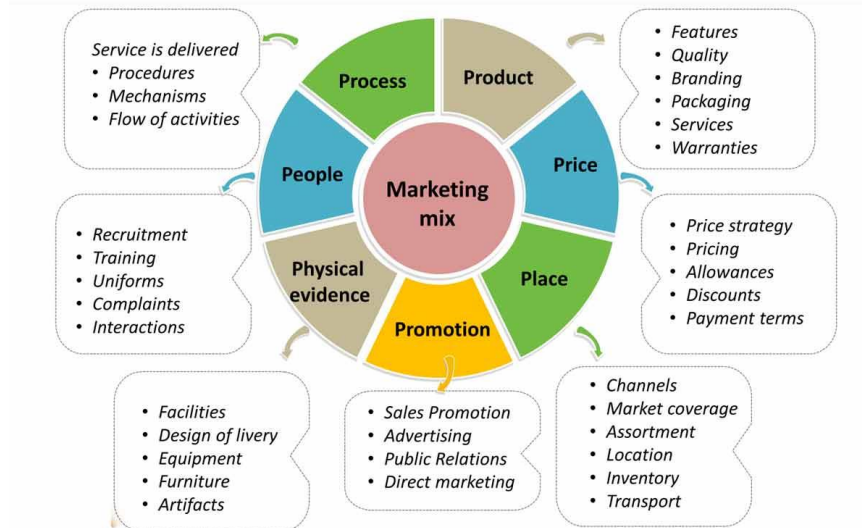 Service is delivered
• Procedures
• Mechanisms
• Flow of activities
Process
Product
• Features
• Quality
• Branding
• Packaging
• Services
• Warranties
People
Marketing
mix
Price
• Recruitment
• Training
• Uniforms
• Complaints
• Interactions
• Price strategy
• Pricing
• Allowances
• Discounts
• Payment terms
Physical
evidence
Promotion
Place
• Facilities
• Design of livery
• Equipment
• Furniture
• Artifacts
• Sales Promotion
• Advertising
• Public Relations
• Direct marketing
• Channels
• Market coverage
• Assortment
• Location
• Inventory
• Transport